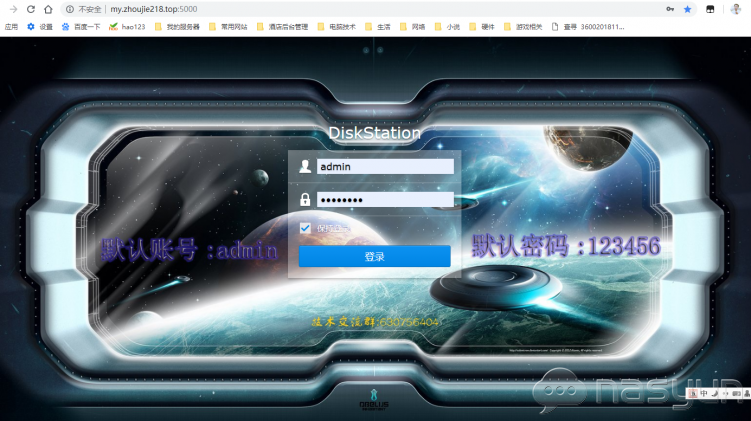 不安全 | my.zhoujie218.top:5000
应用 设置 百度一下 hao123 我的服务器 常用网站 酒店后台管理 电脑技术 生活 网络 小说 硬件 游戏相关 查寻 3600201811...
DiskStation
admin
保持登录
默认账号 :admin
默认密码 :123456
登录
技术交流群:630756404
nasyun
中